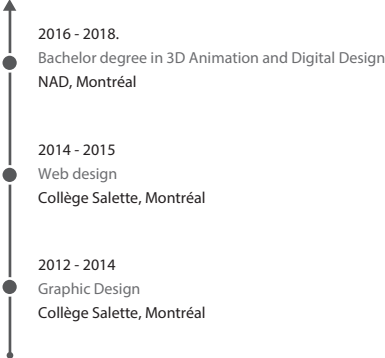 2016 - 2018.
Bachelor degree in 3D Animation and Digital Design
NAD, Montréal
2014 - 2015
Web design
Collège Salette, Montréal
2012 - 2014
Graphic Design
Collège Salette, Montréal